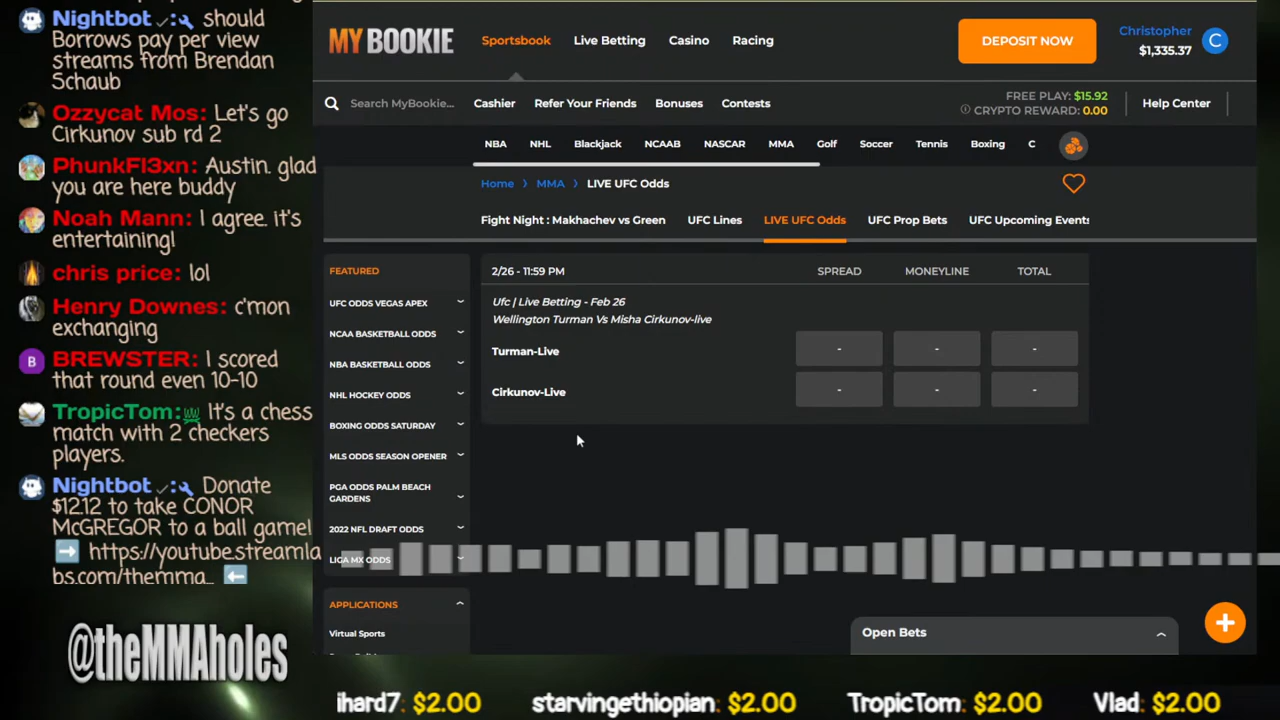 Nightbot: should
Borrows pay per view
streams from Brendan
Schaub
Ozzycat Mos: Let's go
Cirkunov sub rd 2
PhunkFl3xn: Austin. glad
you are here buddy
Noah Mann: I agree. it's
entertaining!
chris price: lol
Henry Downes: c'mon
exchanging
B
BREWSTER: I scored
that round even 10-10
TropicTom: It's a chess
match with 2 checkers
players.
Nightbot: Donate
$12.12 to take CONOR
McGREGOR to a ball game!
https://youtube.streamla
bs.com/themma...
@theMMAholes
MYBOOKIE
Sportsbook
Live Betting
Casino
Racing
DEPOSIT NOW
Christopher
$1,335.37
C
Search MyBookie...
Cashier
Refer Your Friends
Bonuses
Contests
FREE PLAY: $15.92
CRYPTO REWARD: 0.00
Help Center
NBA
NHL
Blackjack
NCAAB
NASCAR
MMA
Golf
Soccer
Tennis
Boxing
C
Home > MMA > LIVE UFC Odds
Fight Night : Makhachev vs Green
UFC Lines
LIVE UFC Odds
UFC Prop Bets
UFC Upcoming Events
FEATURED
UFC ODDS VEGAS APEX
NCAA BASKETBALL ODDS
NBA BASKETBALL ODDS
NHL HOCKEY ODDS
BOXING ODDS SATURDAY
MLS ODDS SEASON OPENER
PGA ODDS PALM BEACH
GARDENS
2022 NFL DRAFT ODDS
LIGA MX ODDS
APPLICATIONS
Virtual Sports
2/26 - 11:59 PM
SPREAD
MONEYLINE
TOTAL
Ufc | Live Betting - Feb 26
Wellington Turman Vs Misha Cirkunov-live
Turman-Live
-
-
-
Cirkunov-Live
-
-
-
Open Bets
+
ihard7: $2.00
starvingethiopian: $2.00
TropicTom: $2.00
Vlad: $2.00